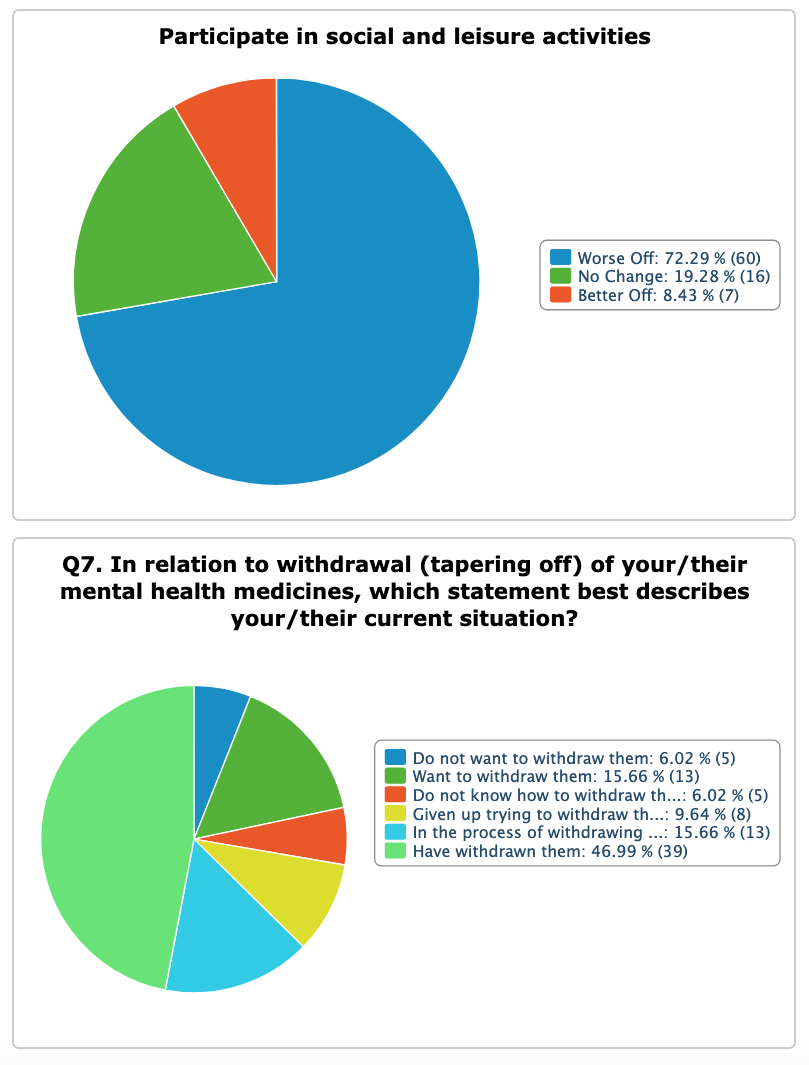 Participate in social and leisure activities
Worse Off: 72.29 % (60)
No Change: 19.28 % (16)
Better Off: 8.43 % (7)
Q7. In relation to withdrawal (tapering off) of your/their
mental health medicines, which statement best describes
your/their current situation?
Do not want to withdraw them: 6.02 % (5)
Want to withdraw them: 15.66 % (13)
Do not know how to withdraw th...: 6.02 % (5)
Given up trying to withdraw th...: 9.64 % (8)
In the process of withdrawing ...: 15.66 % (13)
Have withdrawn them: 46.99 % (39)